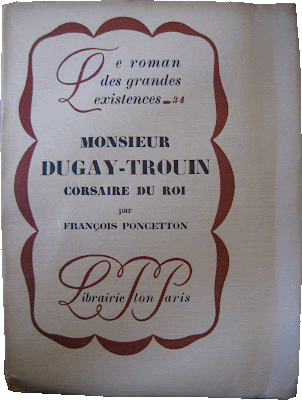 Le roman
des grandes
existences - 34
MONSIEUR
DUGAY-TROUIN
CORSAIRE DU ROI
par
FRANÇOIS PONCETTON
Librairie Plon Paris